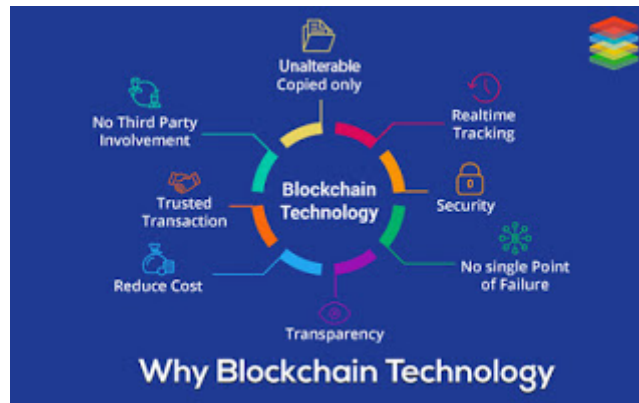 Unalterable
Copied only
No Third Party
Involvement
Realtime
Tracking
Blockchain
Technology
Trusted
Transaction
Security
Reduce Cost
No single Point
of Failure
Transparency
Why Blockchain Technology